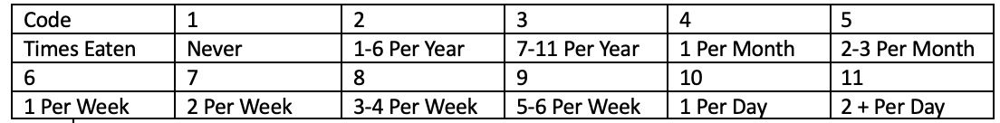 Code 1 2 3 4 5
Times Eaten Never 1-6 Per Year 7-11 Per Year 1 Per Month 2-3 Per Month
6 7 8 9 10 11
1 Per Week 2 Per Week 3-4 Per Week 5-6 Per Week 1 Per Day 2 + Per Day